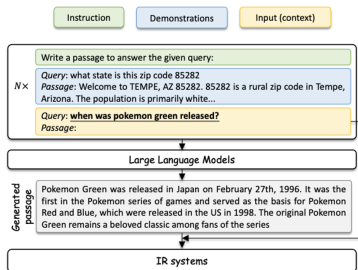 Instruction
Demonstrations
Input (context)
Write a passage to answer the given query:
N×
Query: what state is this zip code 85282
Passage: Welcome to TEMPE, AZ 85282. 85282 is a rural zip code in Tempe,
Arizona. The population is primarily white...
Query: when was pokemon green released?
Passage:
Large Language Models
Generated
passage
Pokemon Green was released in Japan on February 27th, 1996. It was the
first in the Pokemon series of games and served as the basis for Pokemon
Red and Blue, which were released in the US in 1998. The original Pokemon
Green remains a beloved classic among fans of the series
IR systems